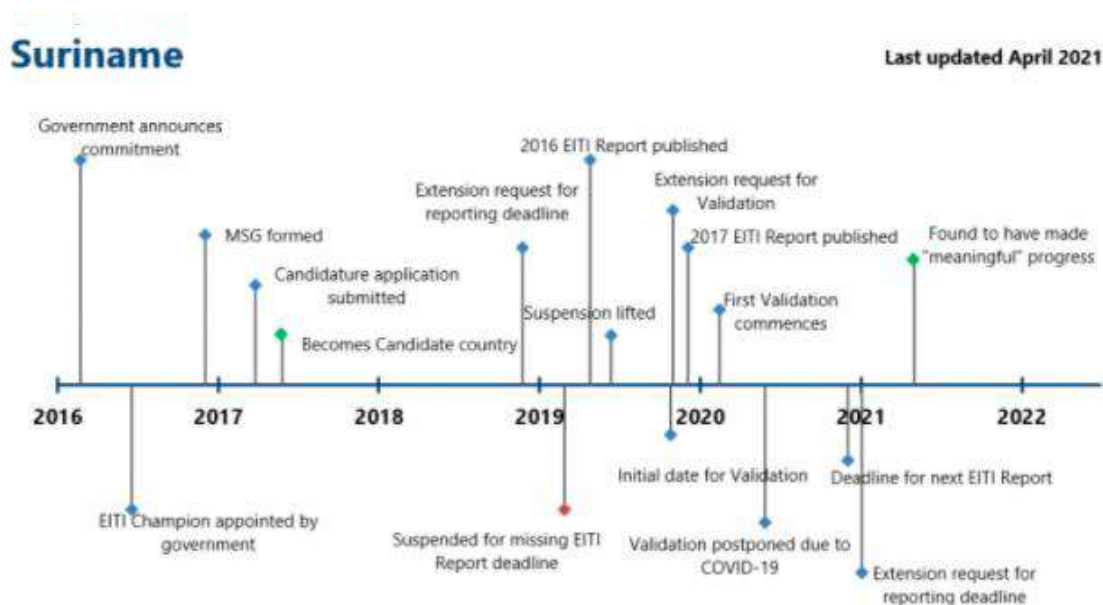 Suriname
Last updated April 2021
Government announces
commitment
2016 EITI Report published
Extension request for
Validation
Extension request for
reporting deadline
MSG formed
2017 EITI Report published
Found to have made
"meaningful" progress
Candidature application
submitted
Suspension lifted
First Validation
commences
Becomes Candidate country
2016
2017
2018
2019
2020
2021
2022
Initial date for Validation
Deadline for next EITI Report
EITI Champion appointed by
government
Suspended for missing EITI
Report deadline
Validation postponed due to
COVID-19
Extension request for
reporting deadline